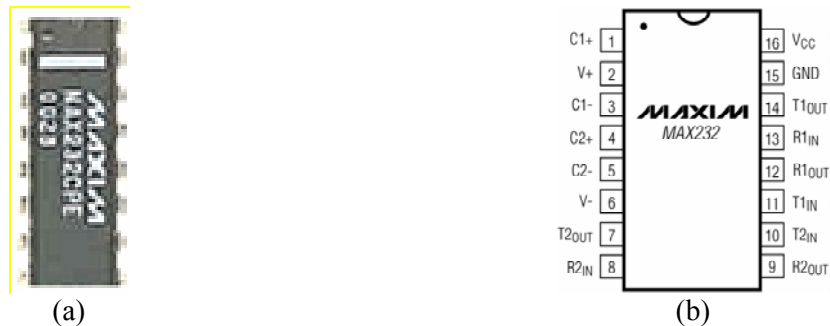 MAXIM
MAX232CPE
C1+ 1
V+ 2
C1- 3
C2+ 4
C2- 5
V- 6
T2OUT 7
R2IN 8
MAXIM
MAX232
16 VCC
15 GND
14 T1OUT
13 R1IN
12 R1OUT
11 T1IN
10 T2IN
9 R2OUT
(a)
(b)